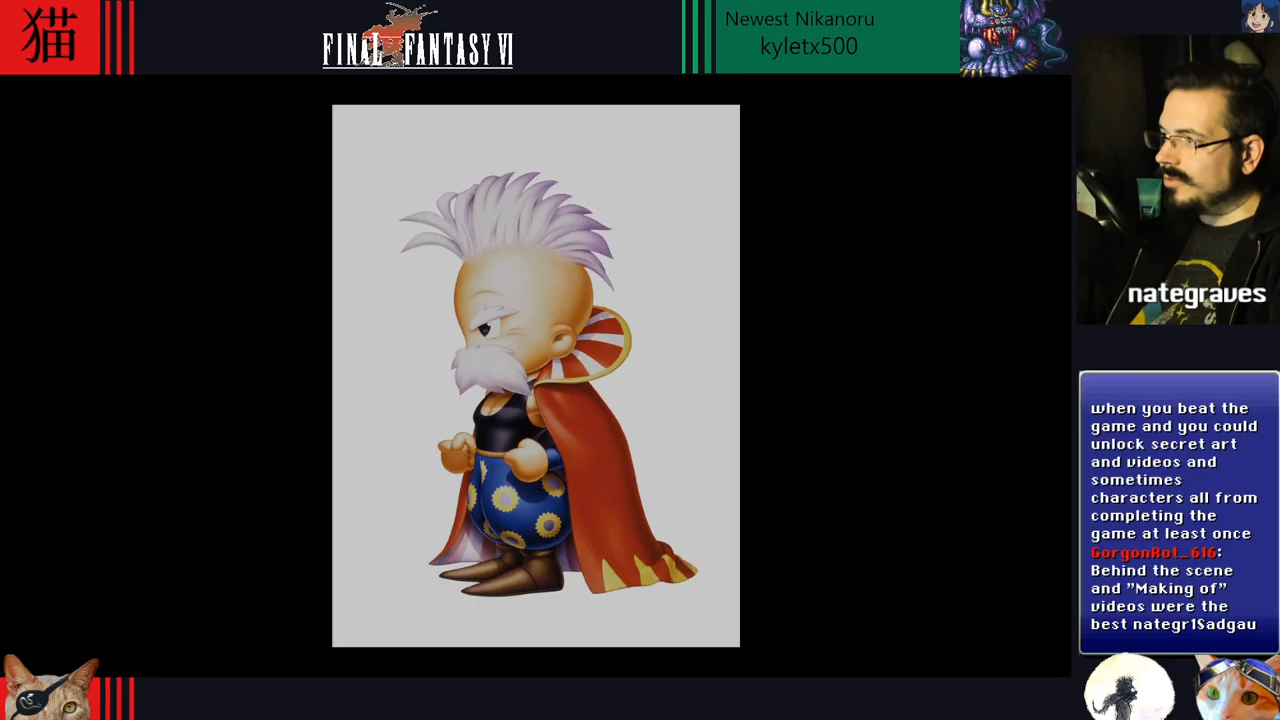 猫
FINAL FANTASY VI
Newest Nikanoru
kyletx500
nategraves
when you beat the
game and you could
unlock secret art
and videos and
sometimes
characters all from
completing the
game at least once
GorgonRot_616:
Behind the scene
and "Making of"
videos were the
best nategr1Sadgau